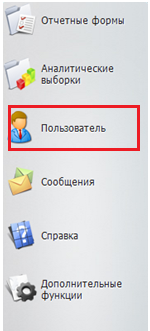 Отчетные формы
Аналитические
выборки
Пользователь
Сообщения
Справка
Дополнительные
функции